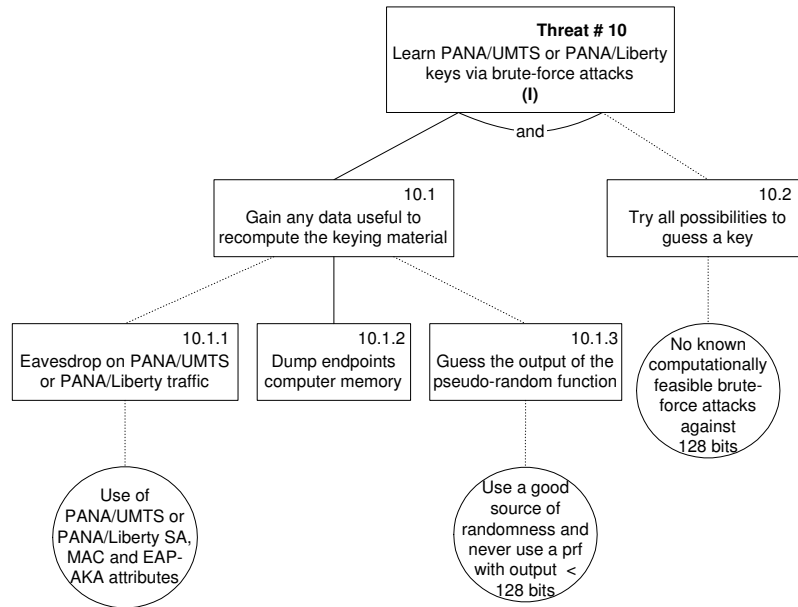 Threat # 10
Learn PANA/UMTS or PANA/Liberty
keys via brute-force attacks
(I)
and
10.1
Gain any data useful to
recompute the keying material
10.2
Try all possibilities to
guess a key
10.1.1
Eavesdrop on PANA/UMTS
or PANA/Liberty traffic
10.1.2
Dump endpoints
computer memory
10.1.3
Guess the output of the
pseudo-random function
No known
computationally
feasible brute-
force attacks
against
128 bits
Use of
PANA/UMTS or
PANA/Liberty SA,
MAC and EAP-
AKA attributes
Use a good
source of
randomness and
never use a prf
with output <
128 bits